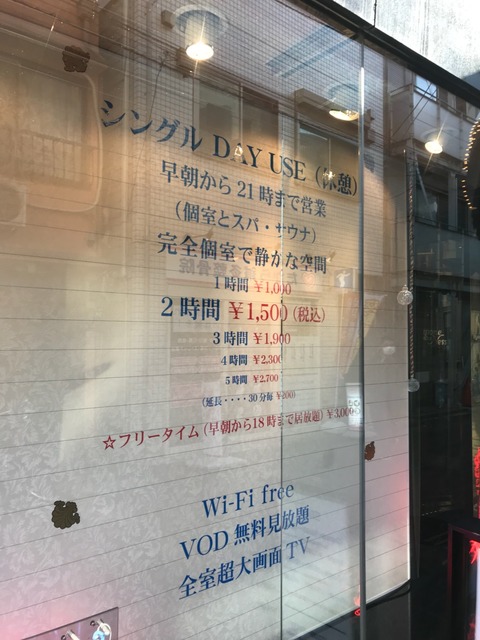 シングル DAY USE (休憩)
早朝から21時まで営業
(個室とスパ・サウナ)
完全個室で静かな空間
1時間 ¥1,000
2時間 ¥1,500 (税込)
3時間 ¥1,900
4時間 ¥2,300
5時間 ¥2,700
(延長・・・・30分毎 ¥200)
☆フリータイム (早朝から18時まで居放題) ¥3,000
Wi-Fi free
VOD 無料見放題
全室超大画面 TV